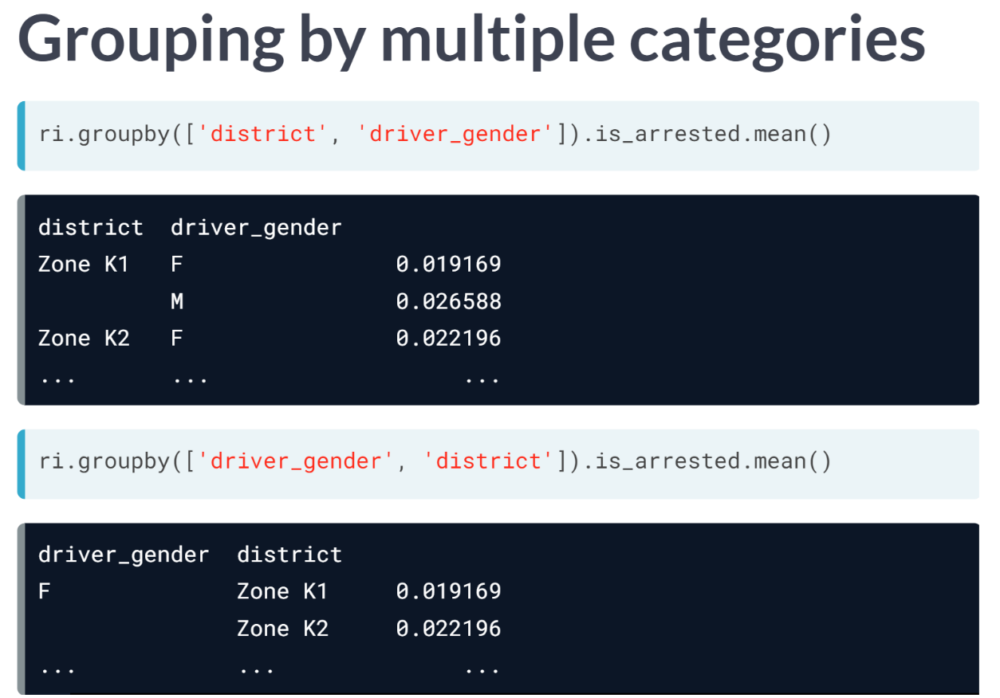 Grouping by multiple categories
ri.groupby(['district', 'driver_gender']).is_arrested.mean()
district  driver_gender
Zone K1   F                0.019169
          M                0.026588
Zone K2   F                0.022196
...       ...                   ...
ri.groupby(['driver_gender', 'district']).is_arrested.mean()
driver_gender  district
F              Zone K1     0.019169
               Zone K2     0.022196
...            ...              ...